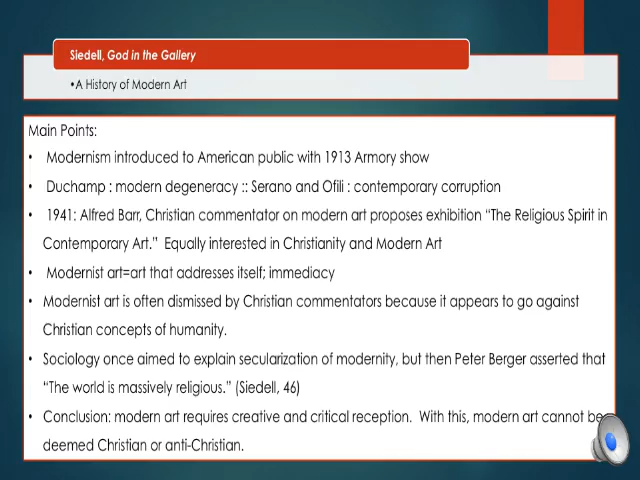 Siedell, God in the Gallery
•A History of Modern Art
Main Points:
• Modernism introduced to American public with 1913 Armory show
• Duchamp : modern degeneracy :: Serano and Ofili : contemporary corruption
• 1941: Alfred Barr, Christian commentator on modern art proposes exhibition “The Religious Spirit in
Contemporary Art.” Equally interested in Christianity and Modern Art
• Modernist art=art that addresses itself; immediacy
• Modernist art is often dismissed by Christian commentators because it appears to go against
Christian concepts of humanity.
• Sociology once aimed to explain secularization of modernity, but then Peter Berger asserted that
“The world is massively religious.” (Siedell, 46)
• Conclusion: modern art requires creative and critical reception. With this, modern art cannot be
deemed Christian or anti-Christian.